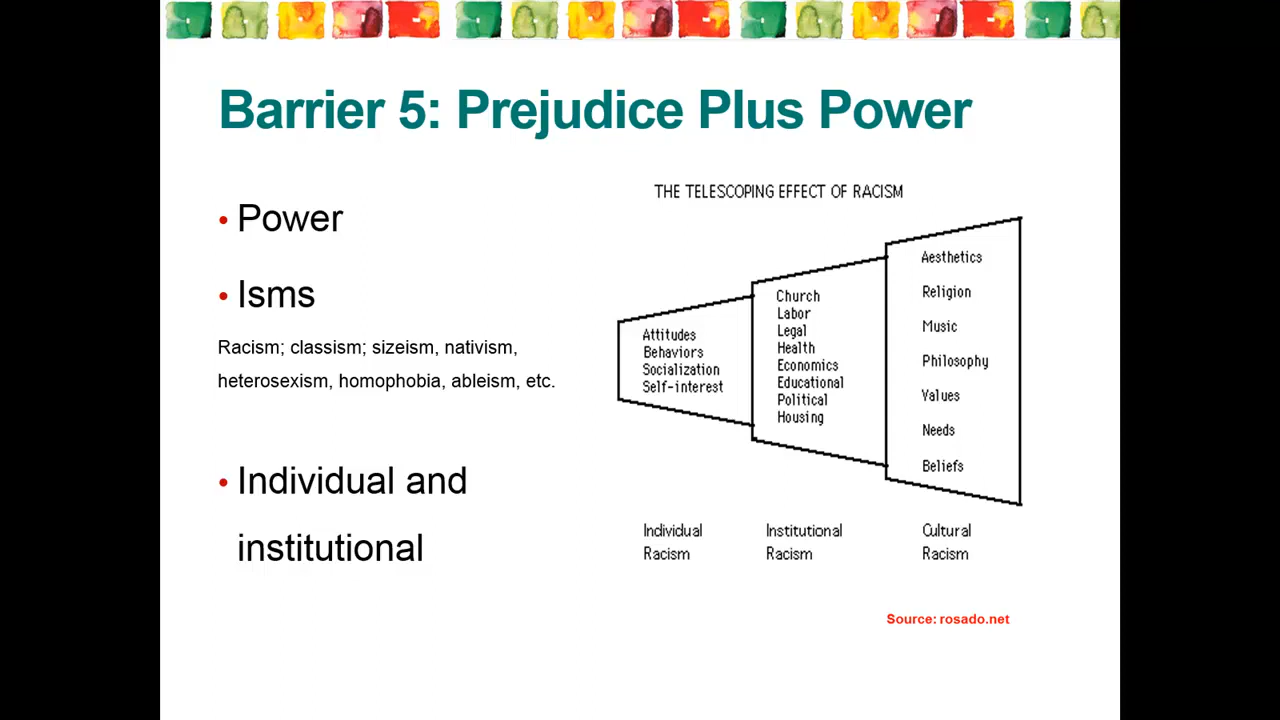 Barrier 5: Prejudice Plus Power
• Power
• Isms
Racism; classism; sizeism, nativism,
heterosexism, homophobia, ableism, etc.
• Individual and
institutional
THE TELESCOPING EFFECT OF RACISM
Attitudes
Behaviors
Socialization
Self-interest
Church
Labor
Legal
Health
Economics
Educational
Political
Housing
Aesthetics
Religion
Music
Philosophy
Values
Needs
Beliefs
Individual
Racism
Institutional
Racism
Cultural
Racism
Source: rosado.net